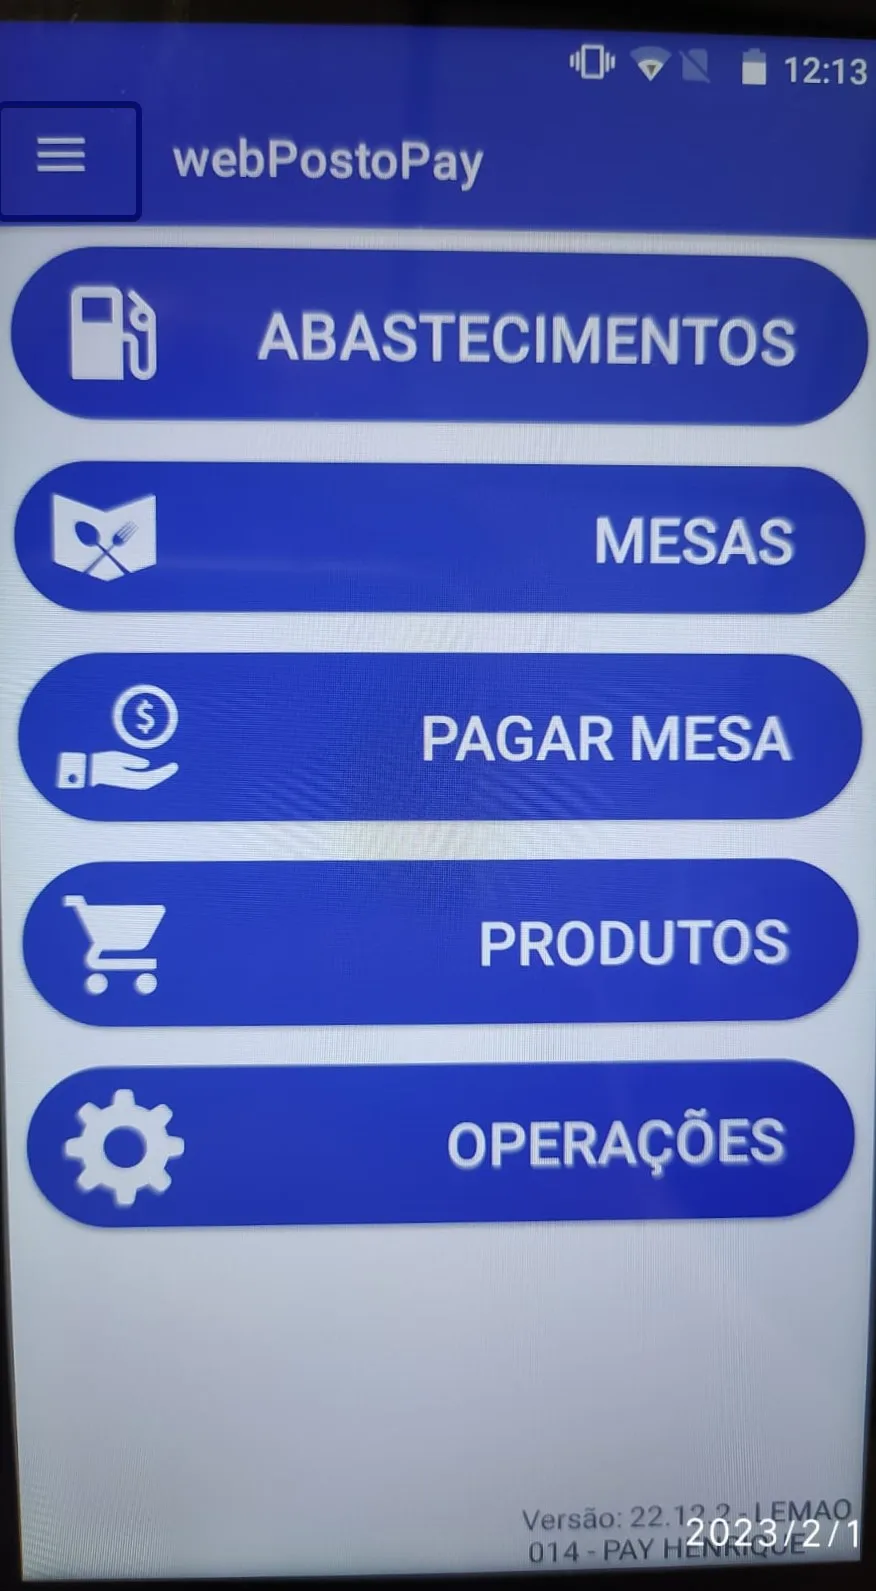 12:13
webPostoPay
ABASTECIMENTOS
MESAS
$
PAGAR MESA
PRODUTOS
OPERAÇÕES
Versão: 22.12.2 - LEMAO
2023/2/1
014 - PAY HENRIQUE